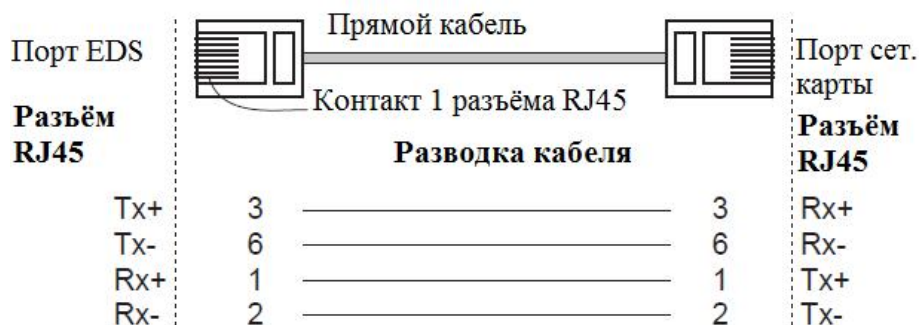 Прямой кабель
Порт EDS
Порт сет.
карты
Контакт 1 разъёма RJ45
Разъём
RJ45
Разъём
RJ45
Разводка кабеля
Tx+ 3 3 Rx+
Tx- 6 6 Rx-
Rx+ 1 1 Tx+
Rx- 2 2 Tx-